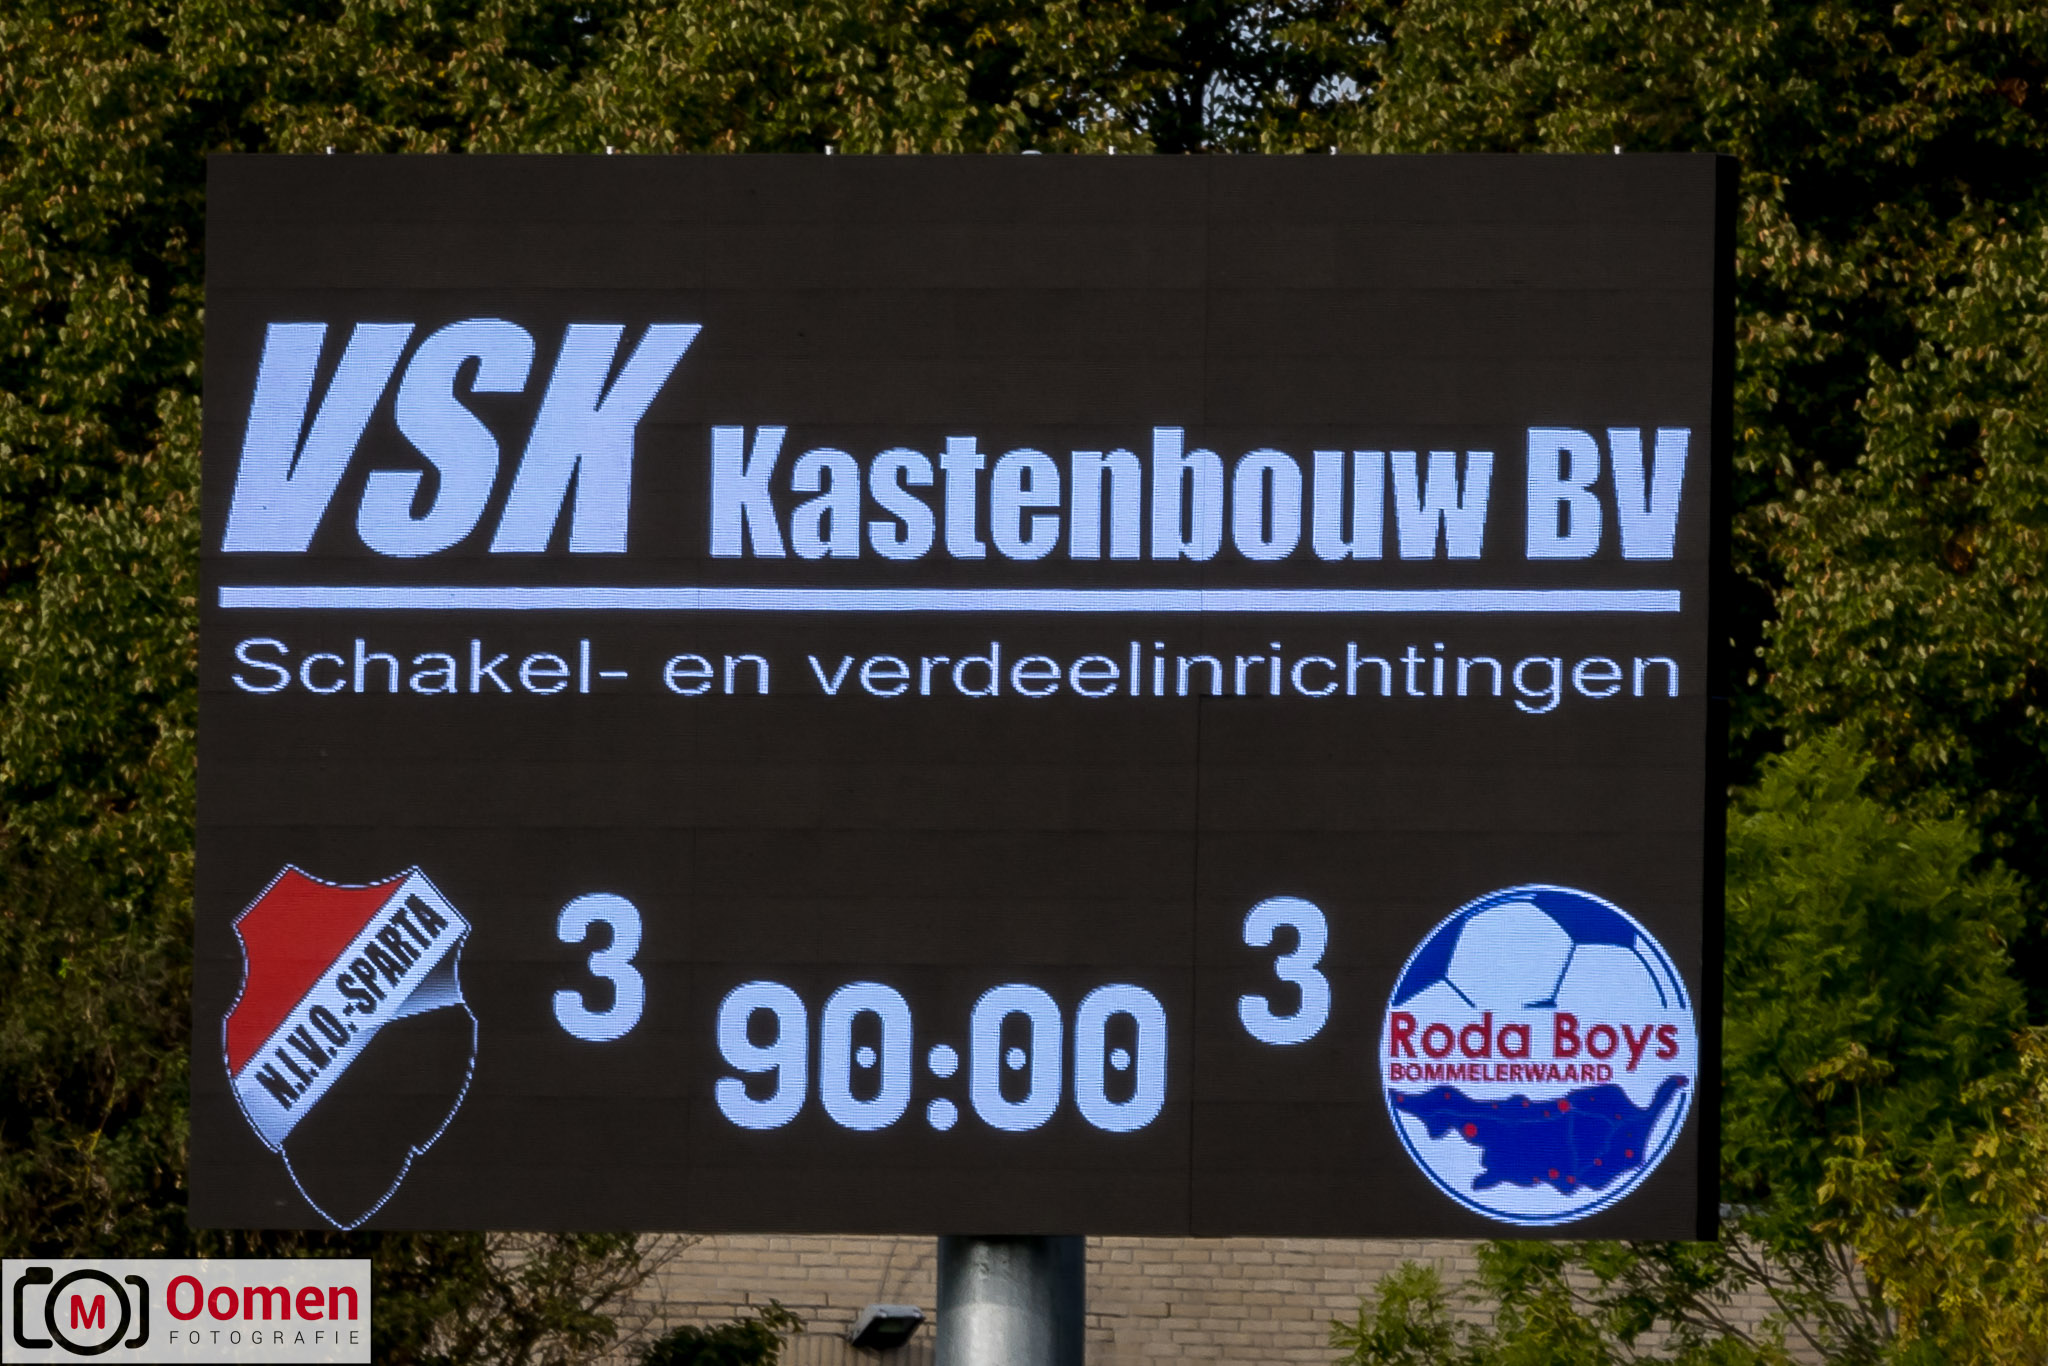 VSK Kastenbouw BV
Schakel- en verdeelinrichtingen
N.I.V.O.-SPARTA
3
90:00
3
Roda Boys
BOMMELERWAARD
M
Oomen
FOTOGRAFIE